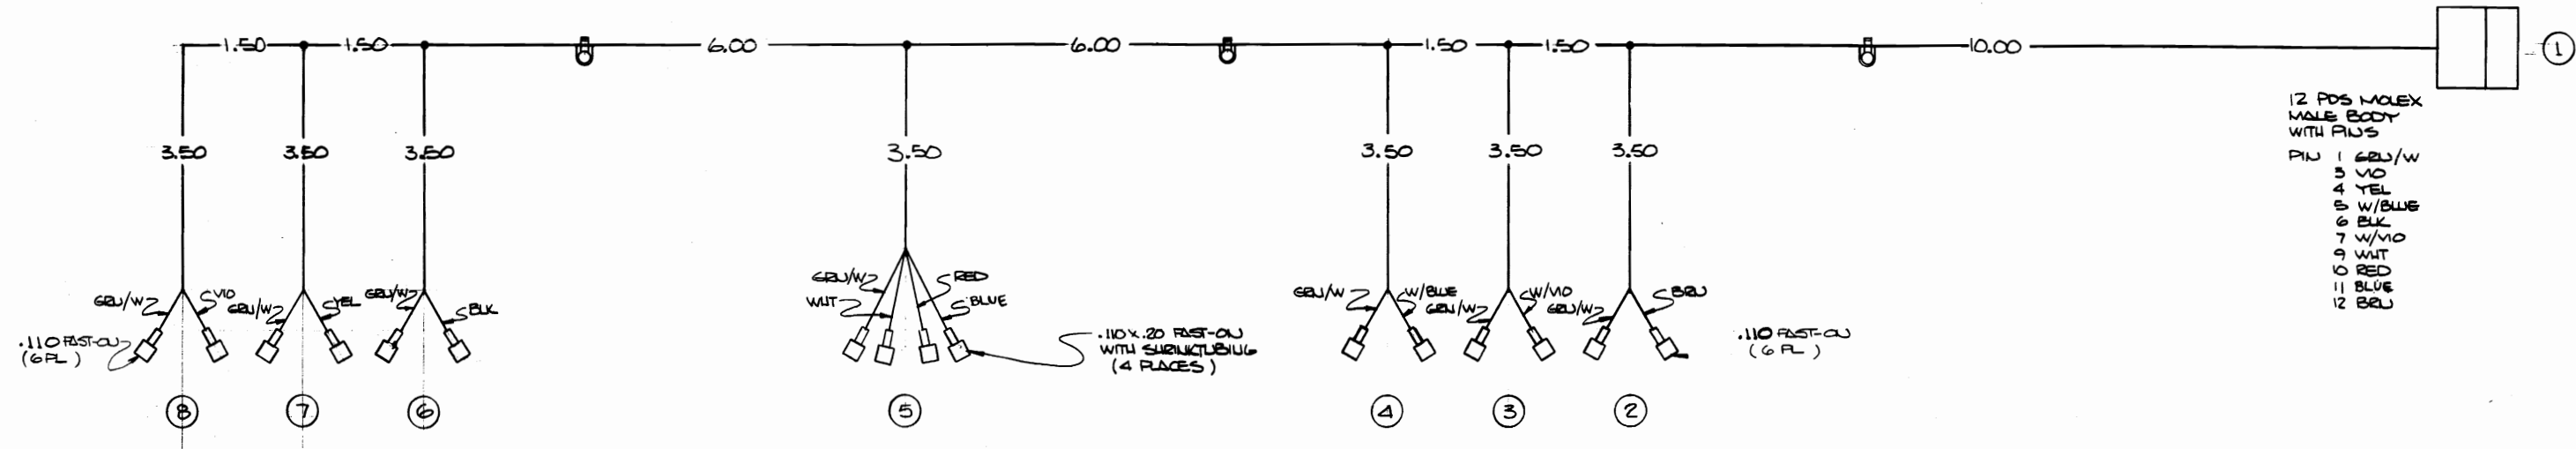 1.50 1.50 6.00 6.00 1.50 1.50 10.00
1
12 POS MOLEX
MALE BODY
WITH PINS
PIN 1 GRN/W
3 VIO
4 YEL
5 W/BLUE
6 BLK
7 W/VIO
9 WHT
10 RED
11 BLUE
12 BRN
3.50 3.50 3.50 3.50 3.50 3.50 3.50
GRN/W VIO GRN/W YEL GRN/W BLK
GRN/W RED
WHT BLUE
GRN/W W/BLUE GRN/W W/VIO GRN/W BRN
.110 FAST-ON
(6 PL)
.110 x .20 FAST-ON
WITH SHRINKTUBING
(4 PLACES)
.110 FAST-ON
(6 PL)
8 7 6 5 4 3 2